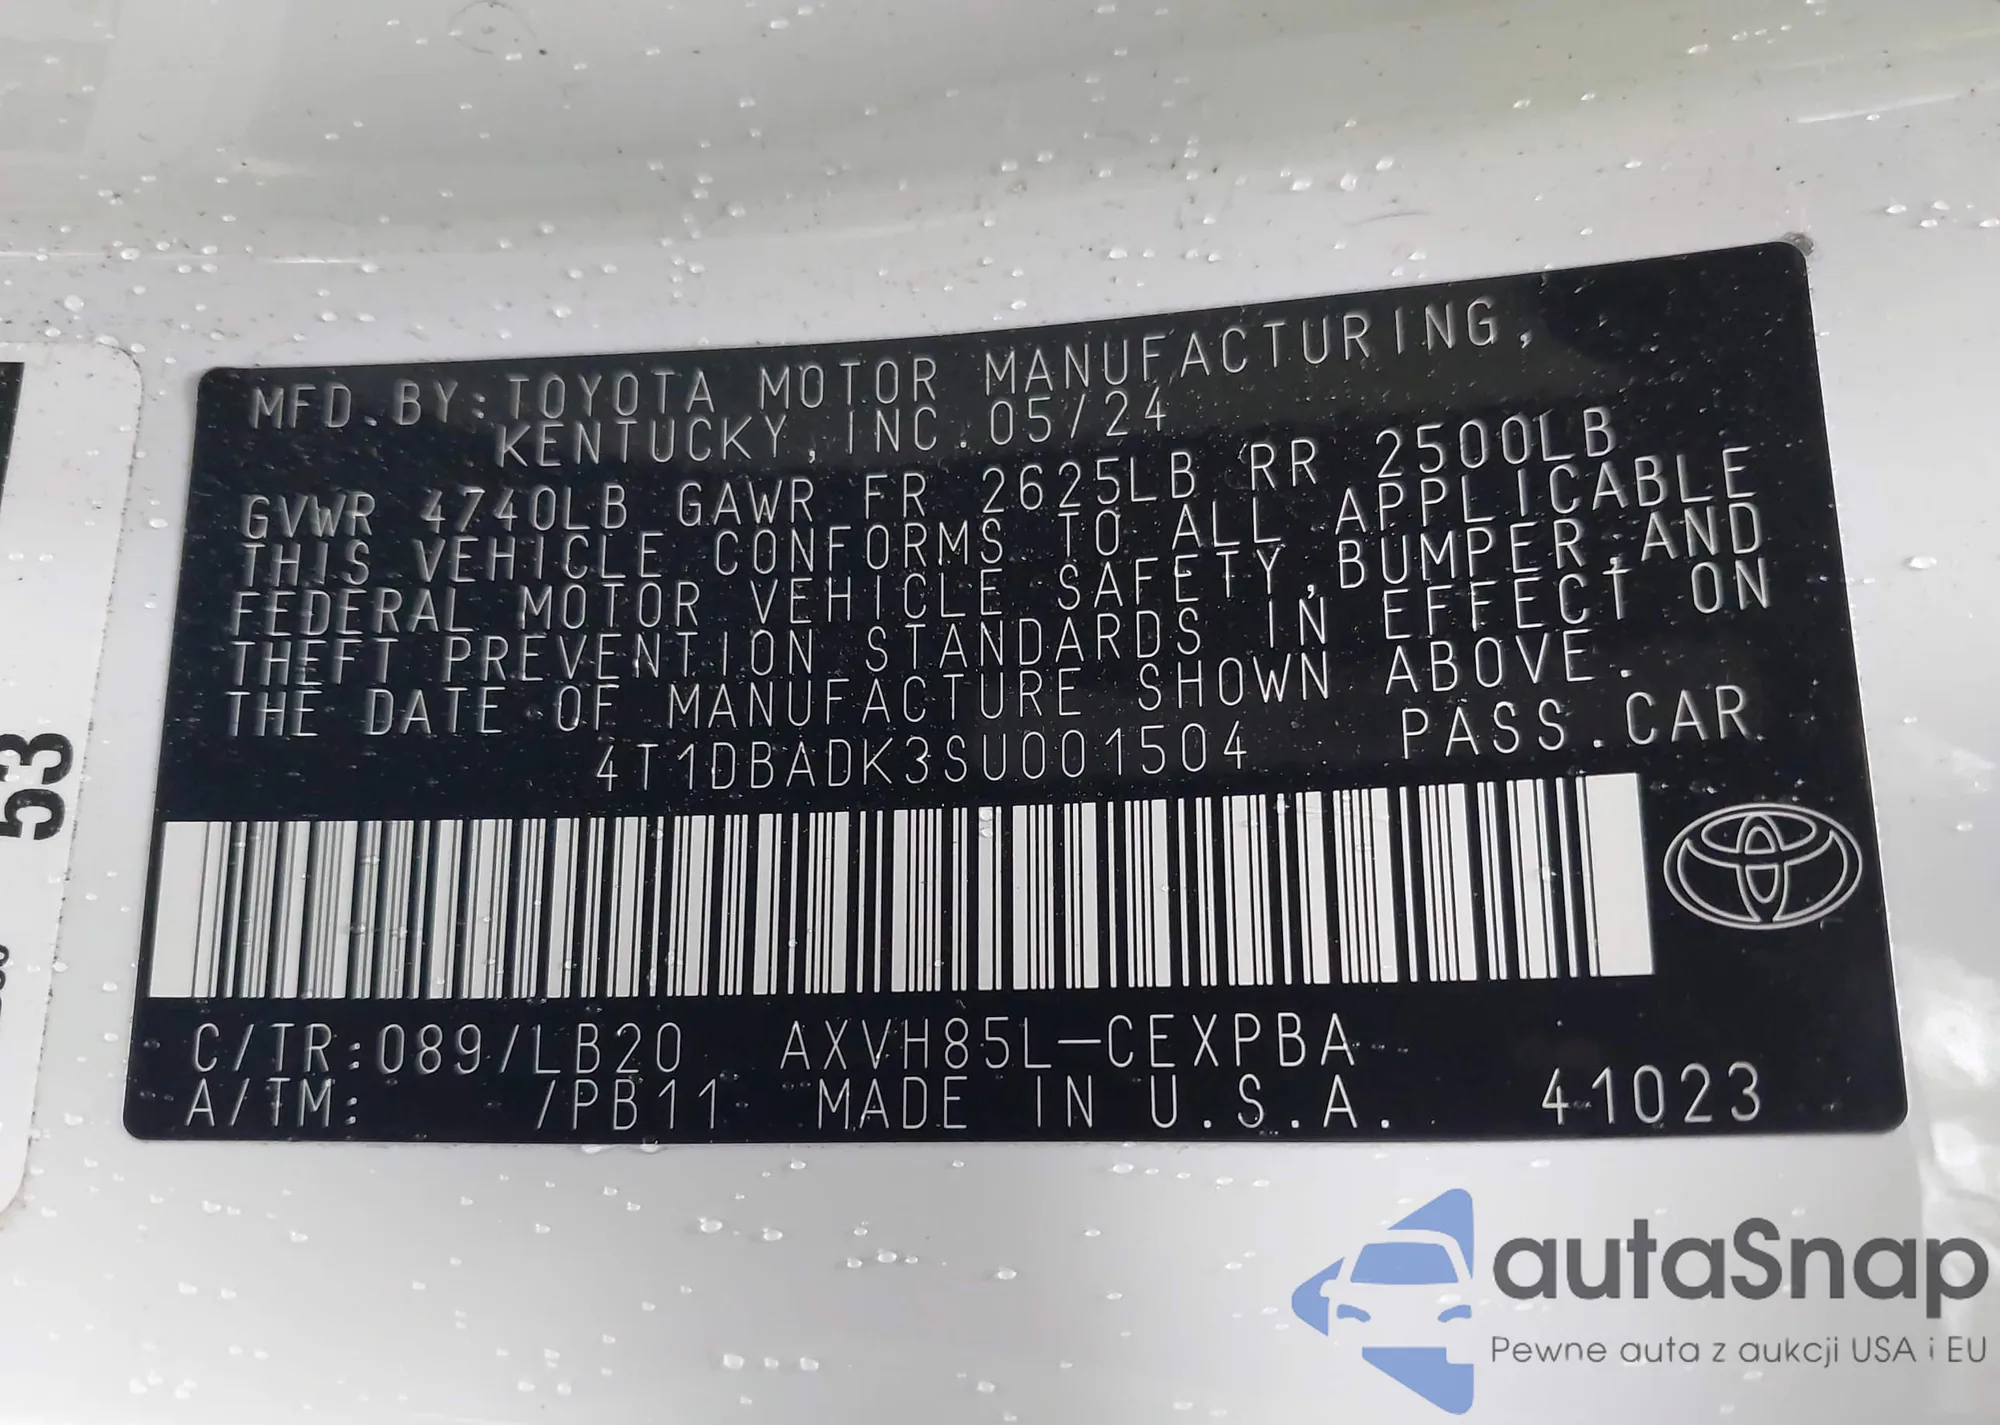 MFD. BY: TOYOTA MOTOR MANUFACTURING,
KENTUCKY, INC. 05/24
GVWR 4740LB GAWR FR 2625LB RR 2500LB
THIS VEHICLE CONFORMS TO ALL APPLICABLE
FEDERAL MOTOR VEHICLE SAFETY, BUMPER, AND
THEFT PREVENTION STANDARDS IN EFFECT ON
THE DATE OF MANUFACTURE SHOWN ABOVE.
4T1DBADK3SU001504 PASS. CAR
C/TR: 089/LB20 AXVH85L-CEXPBA
A/TM: /PB11 MADE IN U.S.A. 41023
53
autaSnap
Pewne auta z aukcji USA i EU